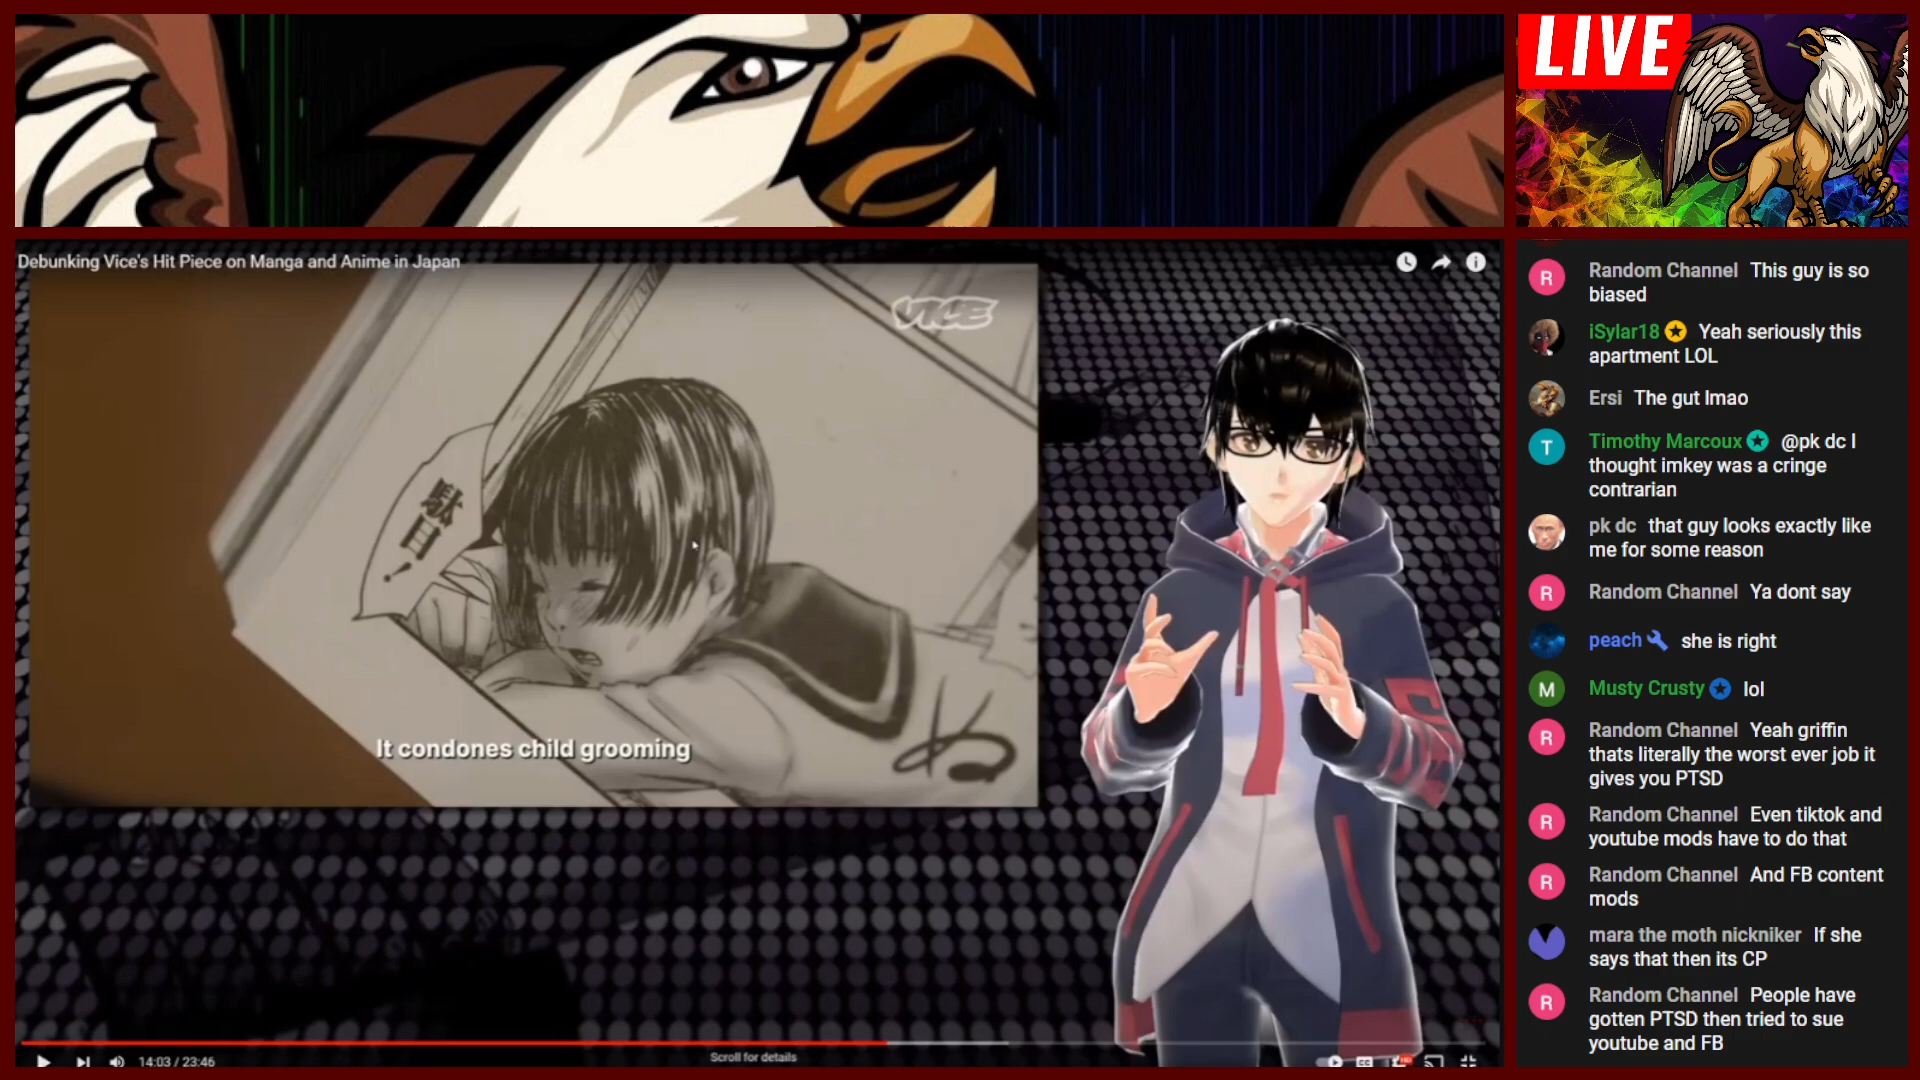 LIVE
Debunking Vice's Hit Piece on Manga and Anime in Japan
VICE
駄目!
ぬ
It condones child grooming
14:03 / 23:46
Scroll for details
CC
HD
R
Random Channel This guy is so
biased
iSylar18 Yeah seriously this
apartment LOL
Ersi The gut lmao
T
Timothy Marcoux @pk dc I
thought imkey was a cringe
contrarian
pk dc that guy looks exactly like
me for some reason
R
Random Channel Ya dont say
peach she is right
M
Musty Crusty lol
R
Random Channel Yeah griffin
thats literally the worst ever job it
gives you PTSD
R
Random Channel Even tiktok and
youtube mods have to do that
R
Random Channel And FB content
mods
mara the moth nickniker If she
says that then its CP
R
Random Channel People have
gotten PTSD then tried to sue
youtube and FB